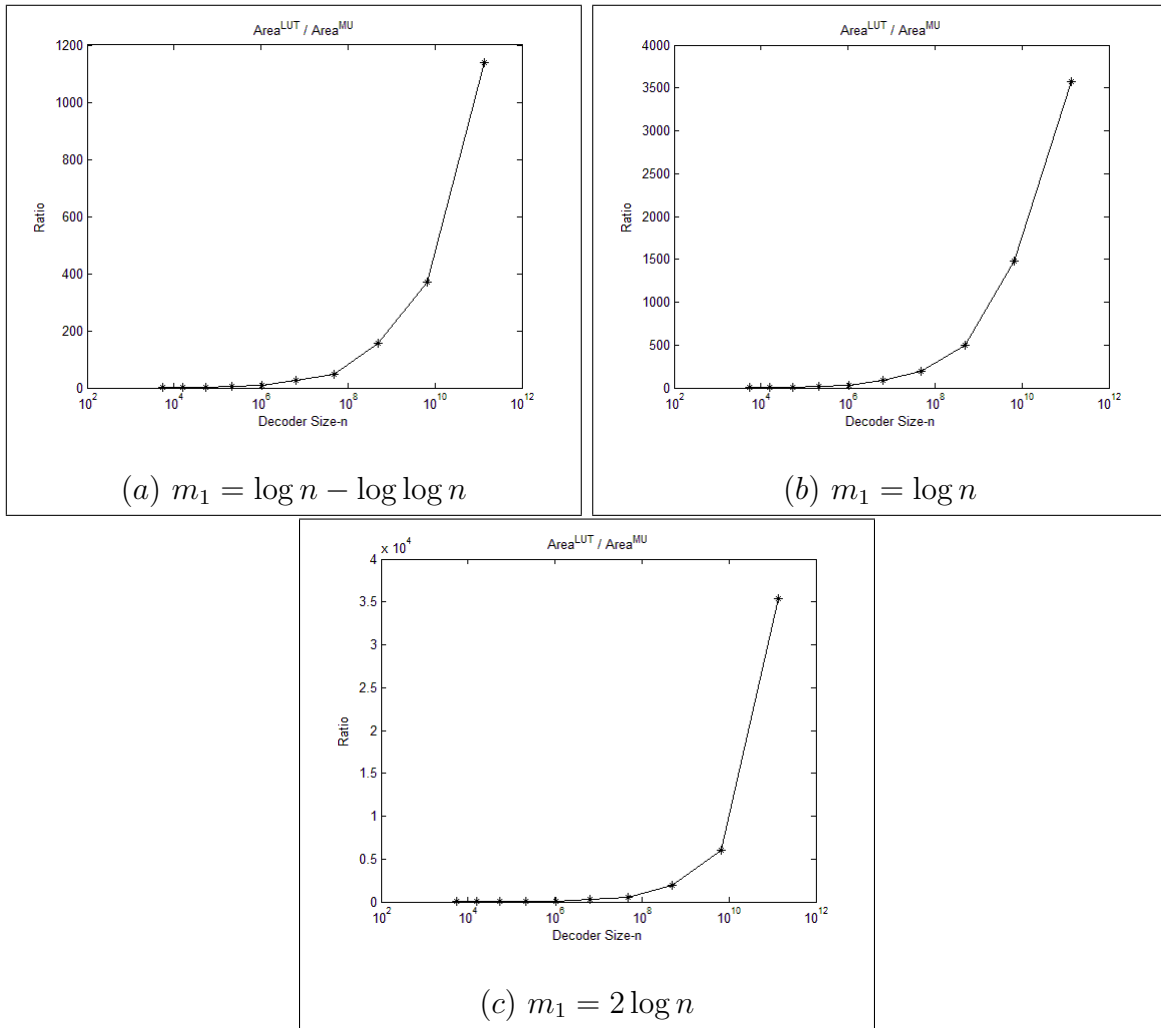 Area^LUT / Area^MU
1200
1000
800
600
400
200
0
Ratio
10^2 10^4 10^6 10^8 10^10 10^12
Decoder Size-n
(a) m_1 = log n − log log n
Area^LUT / Area^MU
4000
3500
3000
2500
2000
1500
1000
500
0
Ratio
10^2 10^4 10^6 10^8 10^10 10^12
Decoder Size-n
(b) m_1 = log n
x 10^4
Area^LUT / Area^MU
4
3.5
3
2.5
2
1.5
1
0.5
0
Ratio
10^2 10^4 10^6 10^8 10^10 10^12
Decoder Size-n
(c) m_1 = 2 log n